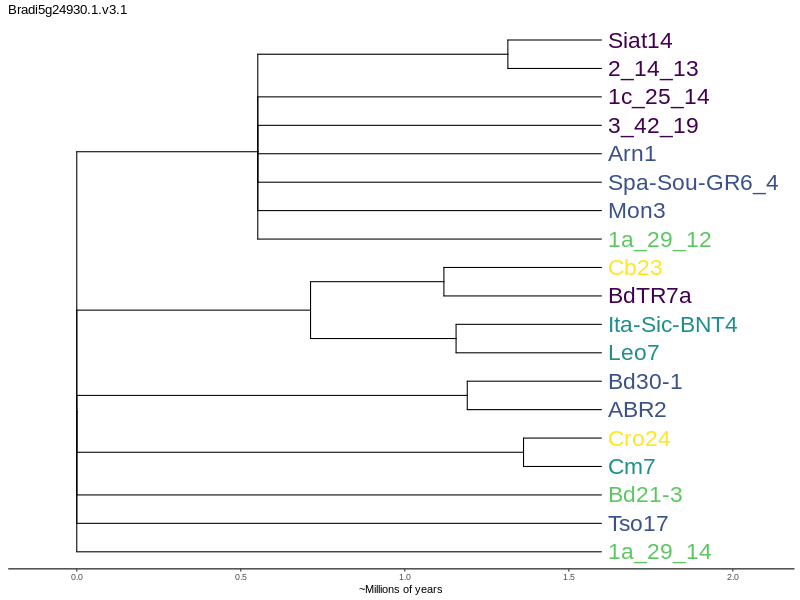 Bradi5g24930.1.v3.1
Siat14
2_14_13
1c_25_14
3_42_19
Arn1
Spa-Sou-GR6_4
Mon3
1a_29_12
Cb23
BdTR7a
Ita-Sic-BNT4
Leo7
Bd30-1
ABR2
Cro24
Cm7
Bd21-3
Tso17
1a_29_14
0.0 0.5 1.0 1.5 2.0
~Millions of years